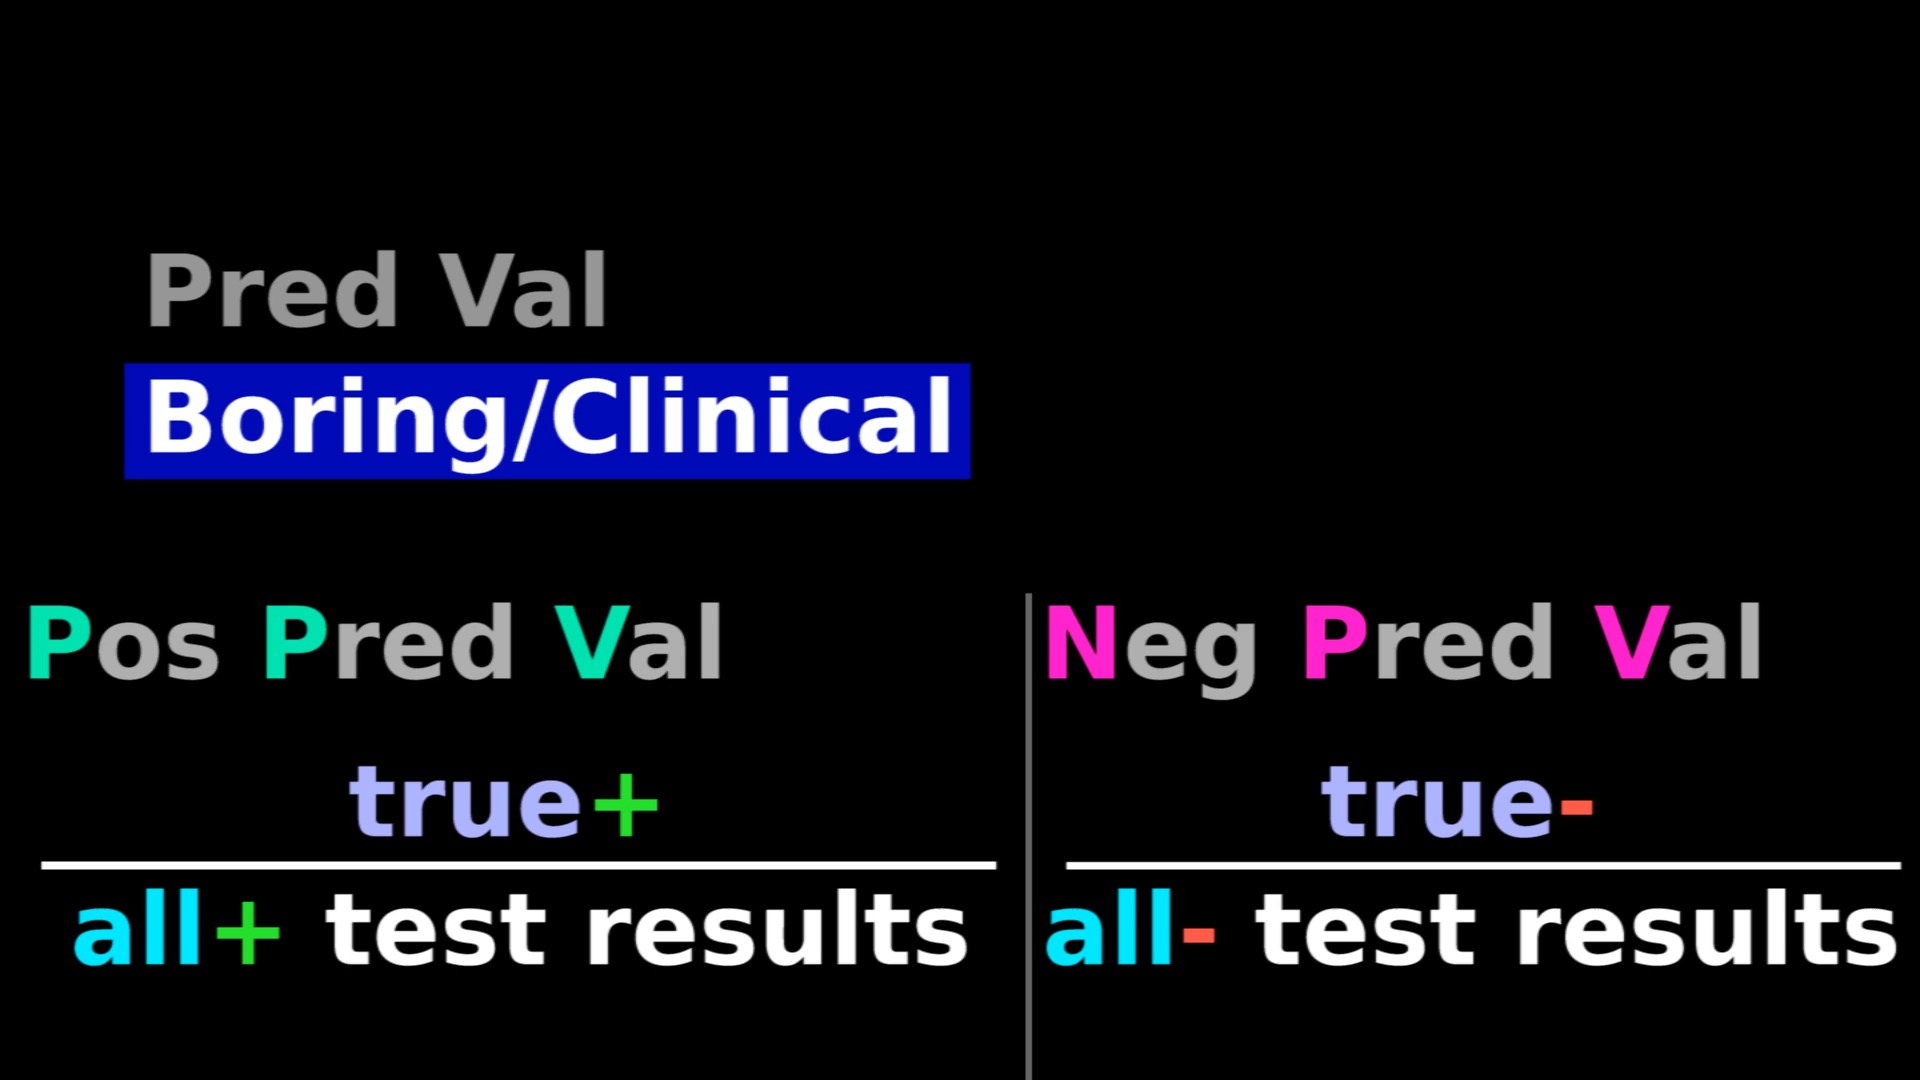 Pred Val
Boring/Clinical
Pos Pred Val
true+
all+ test results
Neg Pred Val
true-
all- test results